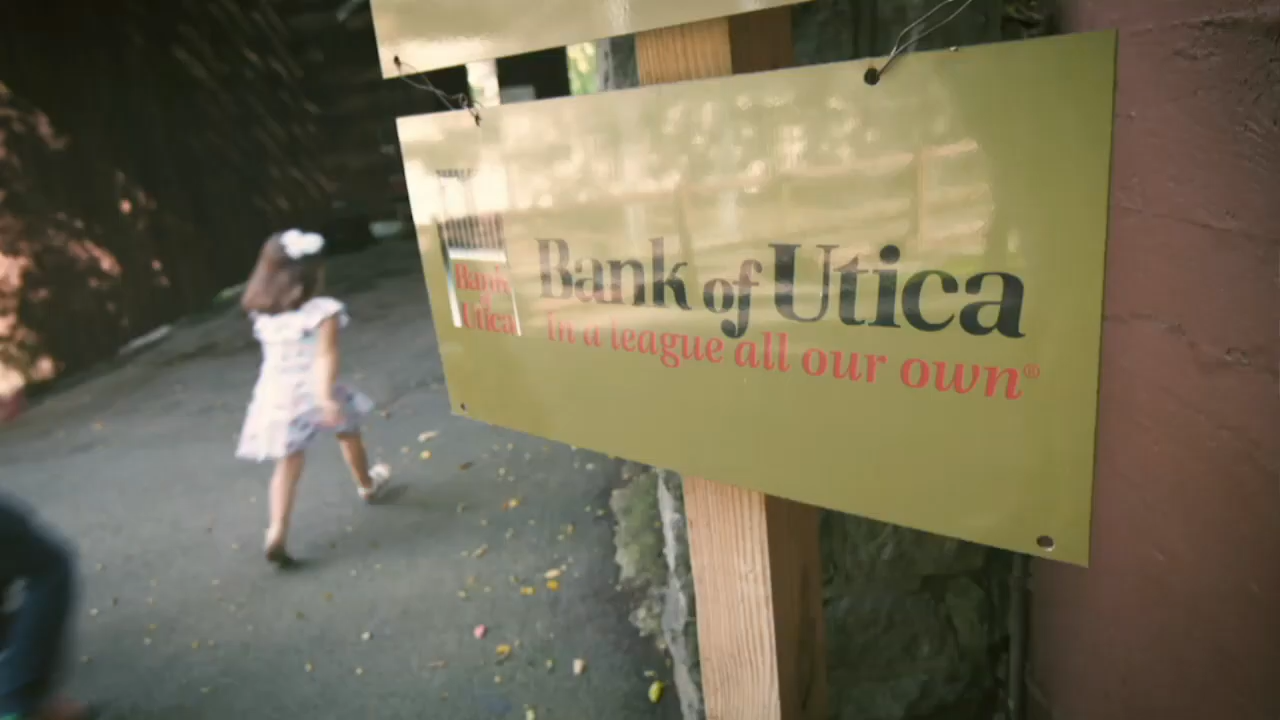 Bank
Utica
Bank of Utica
in a league all our own®